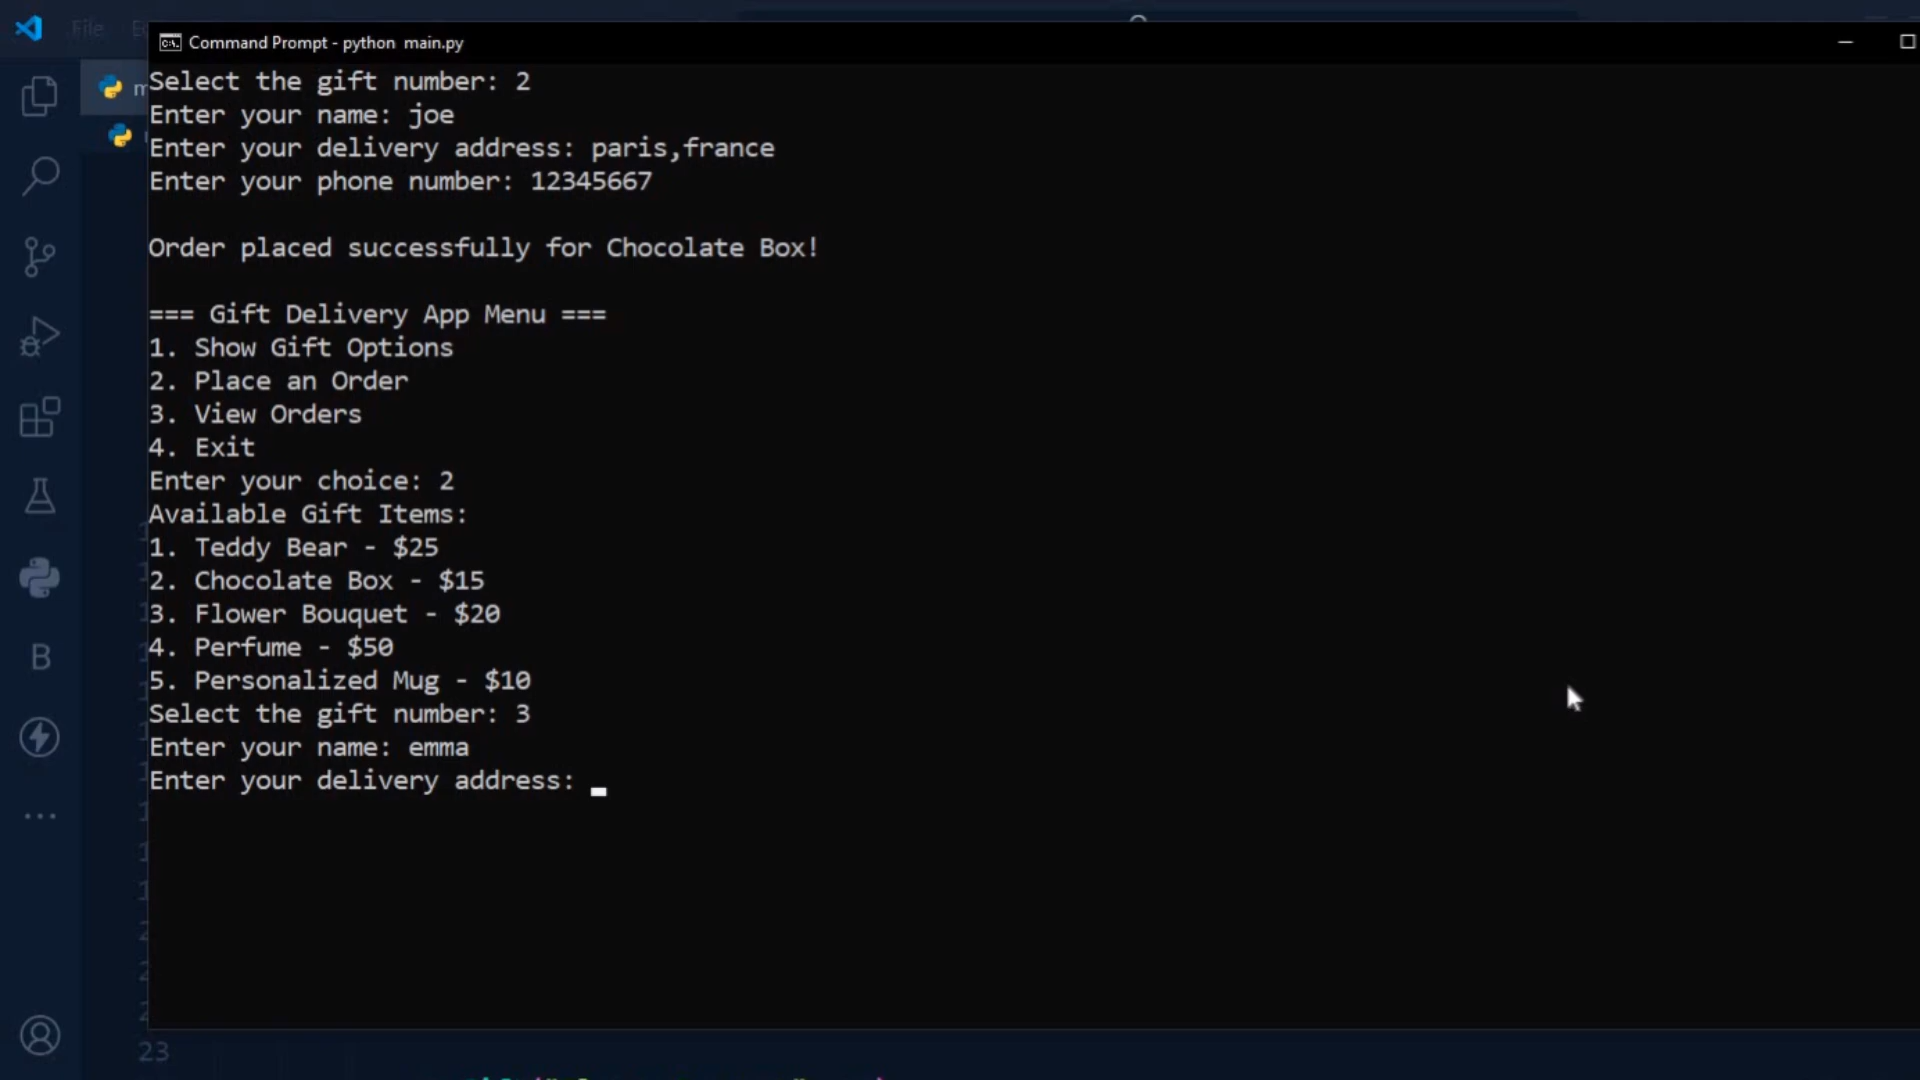 File
Command Prompt - python  main.py
Select the gift number: 2
Enter your name: joe
Enter your delivery address: paris,france
Enter your phone number: 12345667
Order placed successfully for Chocolate Box!
=== Gift Delivery App Menu ===
1. Show Gift Options
2. Place an Order
3. View Orders
4. Exit
Enter your choice: 2
Available Gift Items:
1. Teddy Bear - $25
2. Chocolate Box - $15
3. Flower Bouquet - $20
4. Perfume - $50
5. Personalized Mug - $10
Select the gift number: 3
Enter your name: emma
Enter your delivery address:
B
23